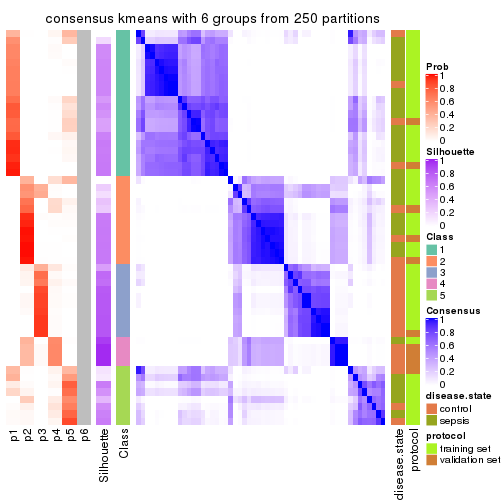 consensus kmeans with 6 groups from 250 partitions
Prob
1
0.8
0.6
0.4
0.2
0
Silhouette
1
0.8
0.6
0.4
0.2
0
Class
1
2
3
4
5
Consensus
1
0.8
0.6
0.4
0.2
0
disease.state
control
sepsis
protocol
training set
validation set
p1
p2
p3
p4
p5
p6
Silhouette
Class
disease.state
protocol